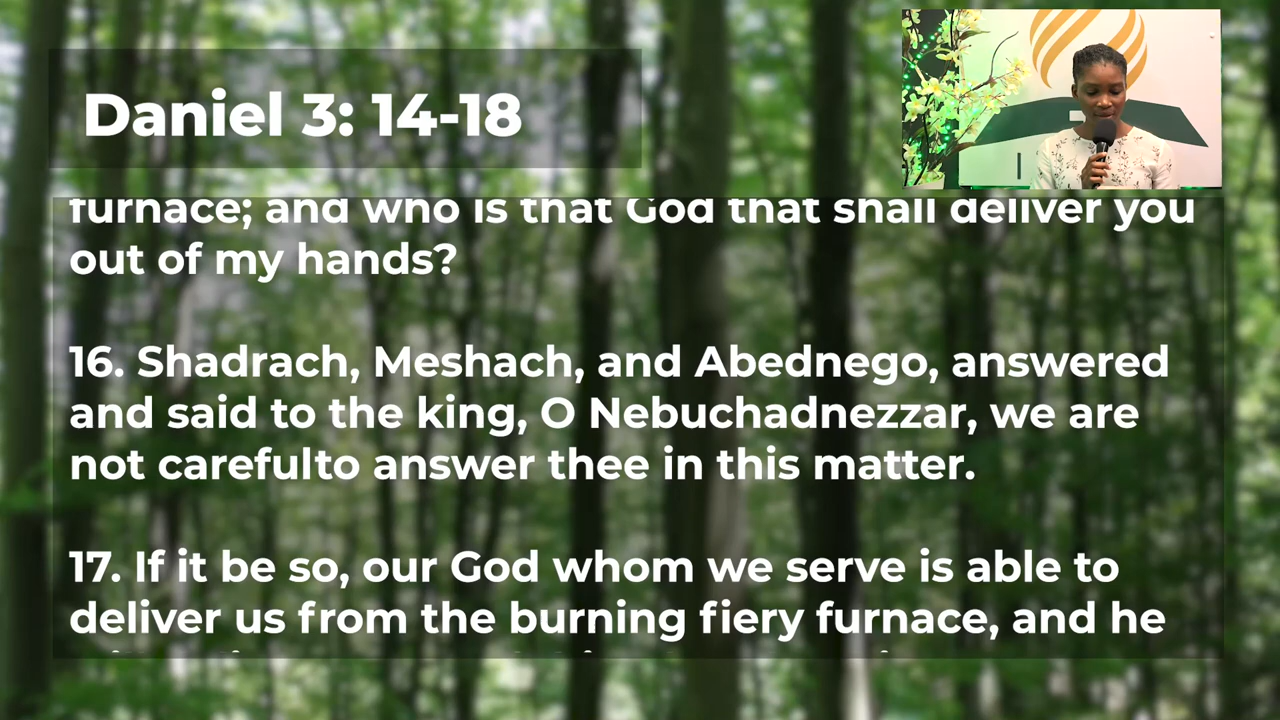 Daniel 3: 14-18
furnace; and who is that God that shall deliver you
out of my hands?
16. Shadrach, Meshach, and Abednego, answered
and said to the king, O Nebuchadnezzar, we are
not carefulto answer thee in this matter.
17. If it be so, our God whom we serve is able to
deliver us from the burning fiery furnace, and he